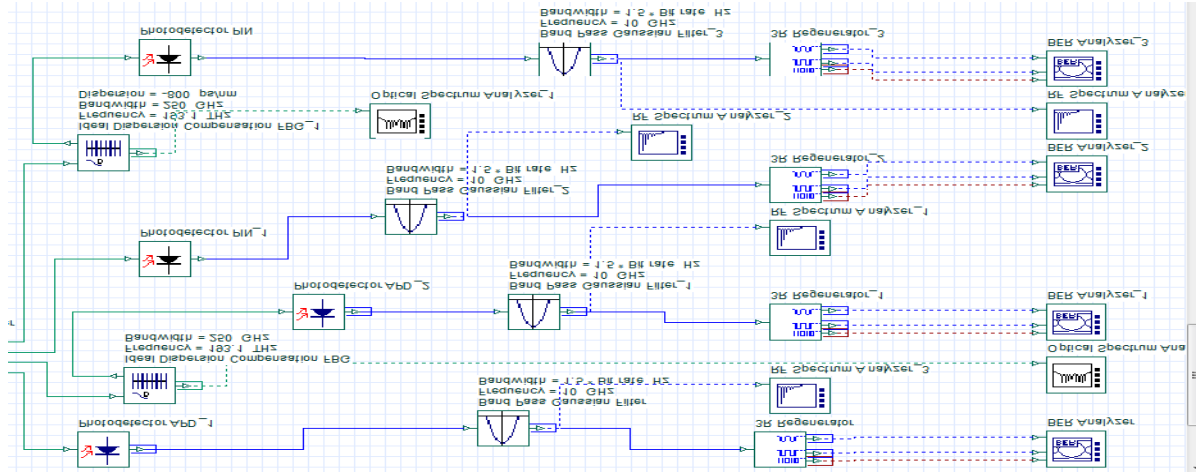 Bandwidth = 1.5 * Bit rate Hz
Frequency = 10 GHz
Band Pass Gaussian Filter_3
Photodetector PIN
3R Regenerator_3
BER Analyzer_3
Dispersion = -800 ps/nm
Bandwidth = 250 GHz
Frequency = 193.1 THz
Ideal Dispersion Compensation FBG_1
Optical Spectrum Analyzer_1
RF Spectrum Analyze
RF Spectrum Analyzer_2
BER Analyzer_2
3R Regenerator_2
Bandwidth = 1.5 * Bit rate Hz
Frequency = 10 GHz
Band Pass Gaussian Filter_2
RF Spectrum Analyzer_1
Photodetector PIN_1
Bandwidth = 1.5 * Bit rate Hz
Frequency = 10 GHz
Band Pass Gaussian Filter_1
Photodetector APD_2
3R Regenerator_1
BER Analyzer_1
Bandwidth = 250 GHz
Frequency = 193.1 THz
Ideal Dispersion Compensation FBG
Optical Spectrum Ana
RF Spectrum Analyzer_3
Bandwidth = 1.5 * Bit rate Hz
Frequency = 10 GHz
Band Pass Gaussian Filter
Photodetector APD_1
3R Regenerator
BER Analyzer